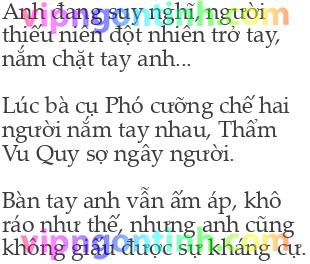 Anh đang suy nghĩ, người
thiếu niên đột nhiên trở tay,
nắm chặt tay anh...
Lúc bà cụ Phó cưỡng chế hai
người nắm tay nhau, Thẩm
Vu Quy sợ ngây người.
Bàn tay anh vẫn ấm áp, khô
ráo như thế, nhưng anh cũng
không giấu được sự kháng cự.
vipngontinh.com
vipngontinh.com